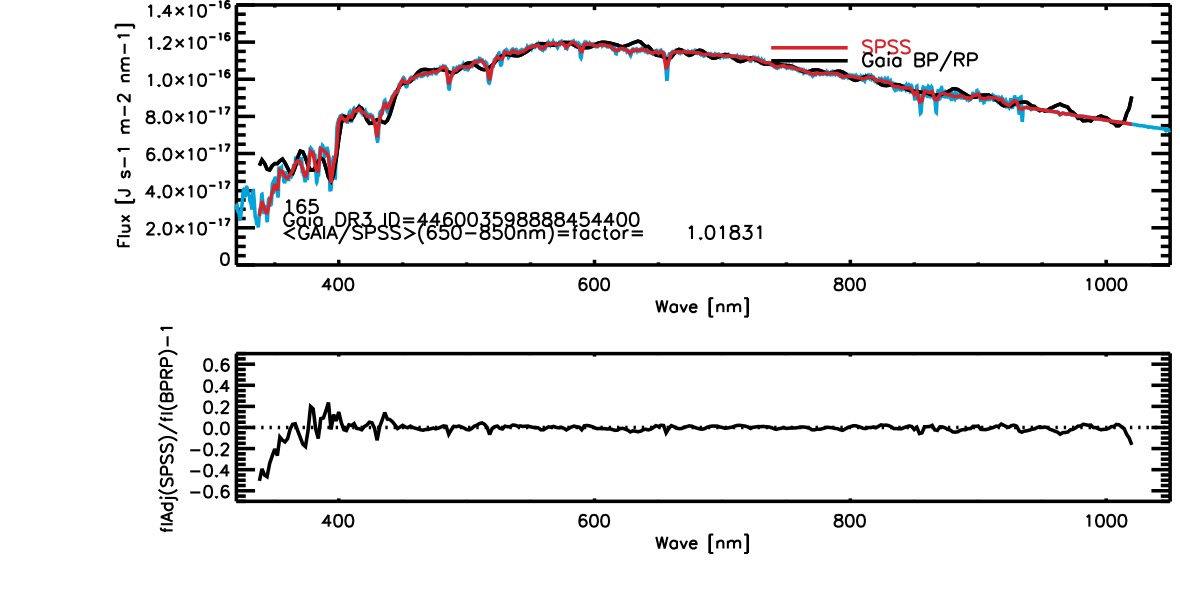 1.4×10−16
1.2×10−16
1.0×10−16
8.0×10−17
6.0×10−17
4.0×10−17
2.0×10−17
0
Flux [J s−1 m−2 nm−1]
SPSS
Gaia BP/RP
165
Gaia DR3 ID=446003598888454400
<GAIA/SPSS>(650−850nm)=factor= 1.01831
400 600 800 1000
Wave [nm]
0.6
0.4
0.2
0.0
−0.2
−0.4
−0.6
flAdj(SPSS)/fl(BPRP)−1
400 600 800 1000
Wave [nm]